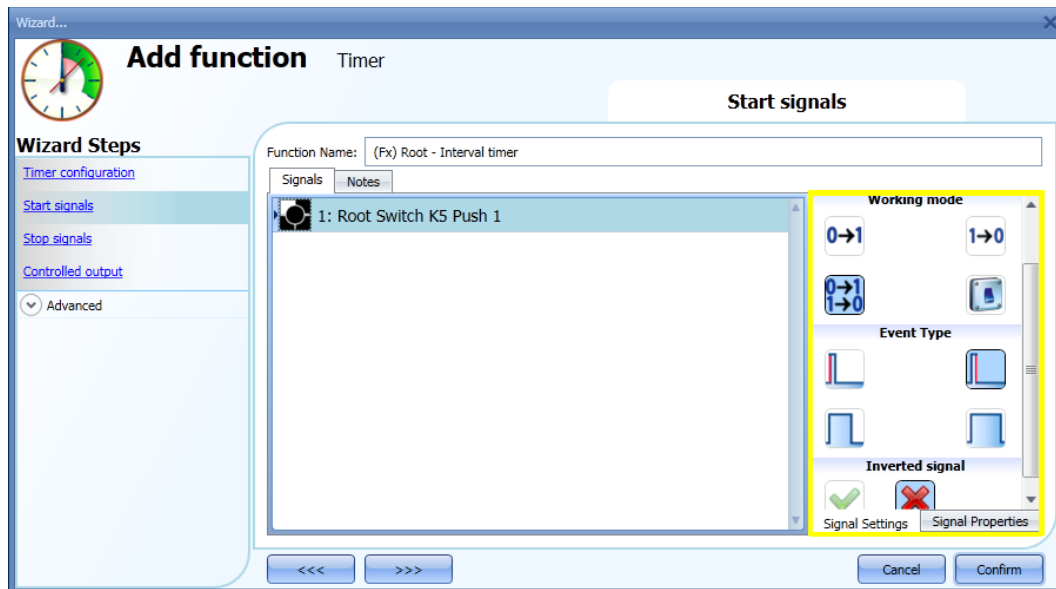 Wizard...
Add function Timer
Start signals
Wizard Steps
Timer configuration
Start signals
Stop signals
Controlled output
Advanced
Function Name: (Fx) Root - Interval timer
Signals Notes
1: Root Switch K5 Push 1
Working mode
0→1 1→0
0→1
1→0
Event Type
Inverted signal
Signal Settings Signal Properties
<<< >>> Cancel Confirm